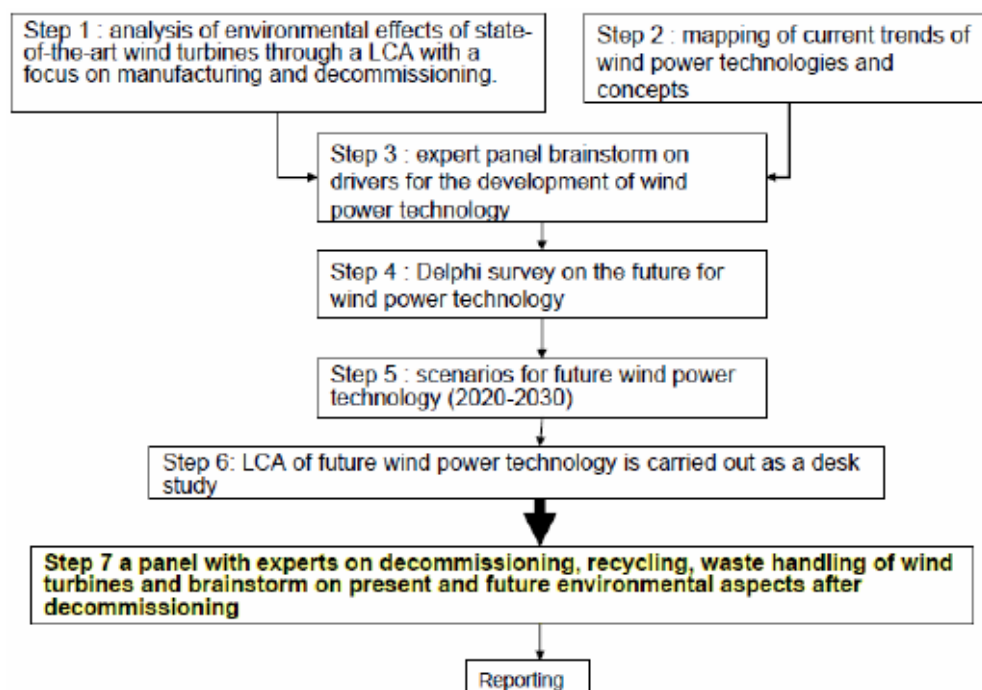 Step 1 : analysis of environmental effects of state-
of-the-art wind turbines through a LCA with a
focus on manufacturing and decommissioning.
Step 2 : mapping of current trends of
wind power technologies and
concepts
Step 3 : expert panel brainstorm on
drivers for the development of wind
power technology
Step 4 : Delphi survey on the future for
wind power technology
Step 5 : scenarios for future wind power
technology (2020-2030)
Step 6: LCA of future wind power technology is carried out as a desk
study
Step 7 a panel with experts on decommissioning, recycling, waste handling of wind
turbines and brainstorm on present and future environmental aspects after
decommissioning
Reporting